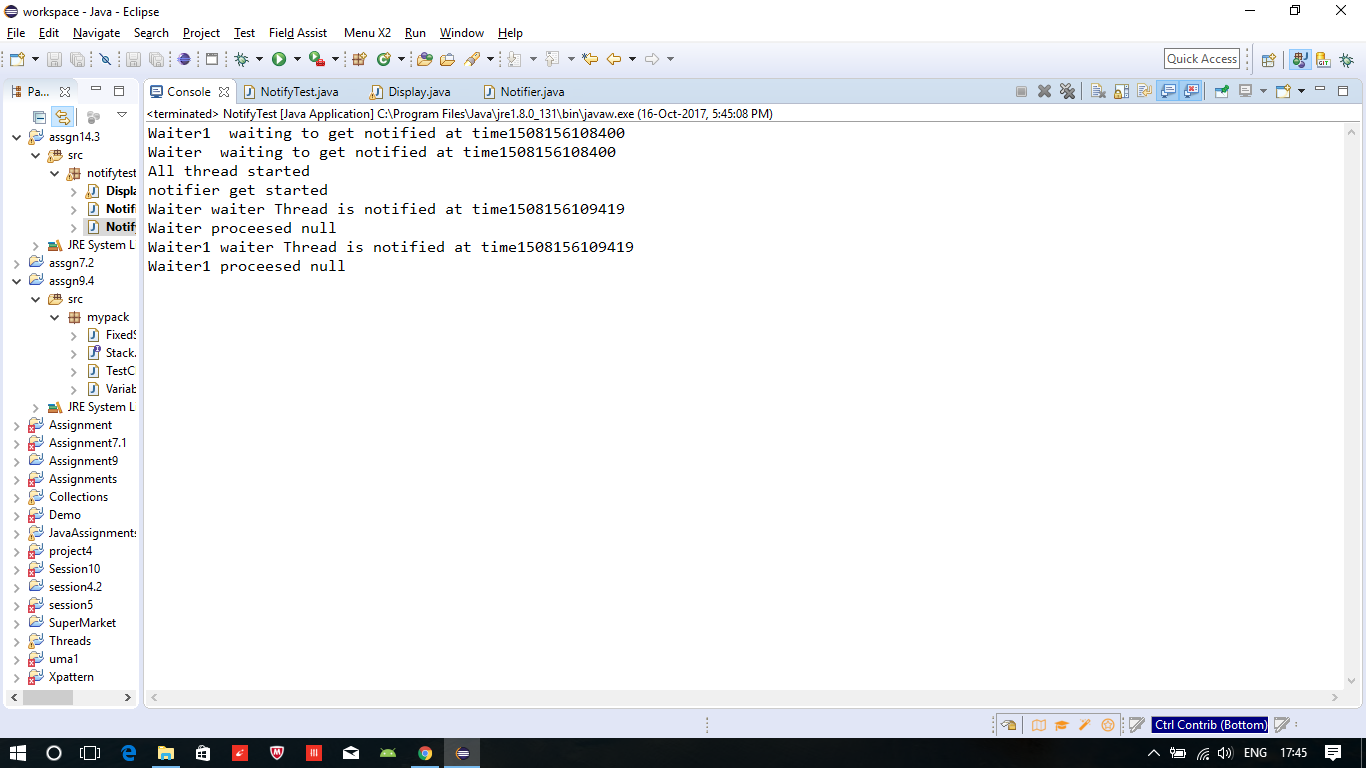 workspace - Java - Eclipse
File Edit Navigate Search Project Test Field Assist Menu X2 Run Window Help
Quick Access
Pa...
Console NotifyTest.java Display.java Notifier.java
<terminated> NotifyTest [Java Application] C:\Program Files\Java\jre1.8.0_131\bin\javaw.exe (16-Oct-2017, 5:45:08 PM)
Waiter1  waiting to get notified at time1508156108400
Waiter  waiting to get notified at time1508156108400
All thread started
notifier get started
Waiter waiter Thread is notified at time1508156109419
Waiter proceesed null
Waiter1 waiter Thread is notified at time1508156109419
Waiter1 proceesed null
assgn14.3
src
notifytest
Displa
Notif
Notif
JRE System L
assgn7.2
assgn9.4
src
mypack
FixedS
Stack.
TestC
Variab
JRE System L
Assignment
Assignment7.1
Assignment9
Assignments
Collections
Demo
JavaAssignments
project4
Session10
session4.2
session5
SuperMarket
Threads
uma1
Xpattern
Ctrl Contrib (Bottom)
ENG 17:45